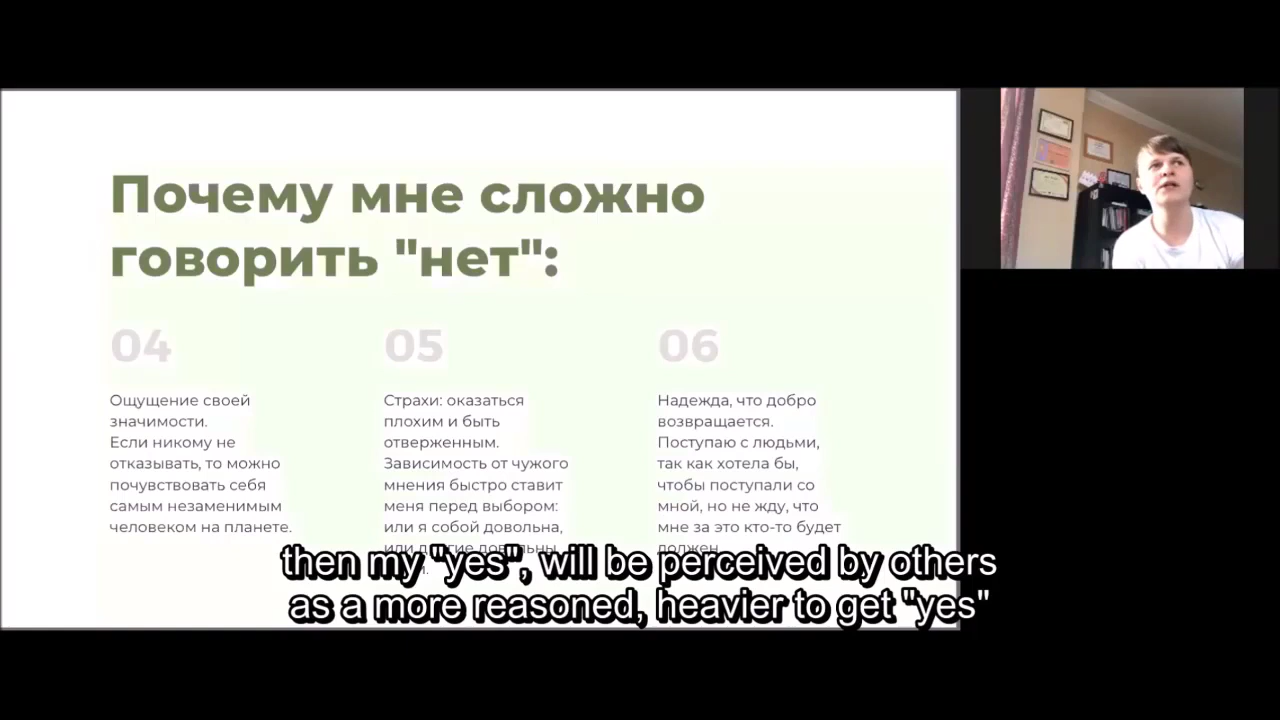 Почему мне сложно
говорить "нет":
04
Ощущение своей
значимости.
Если никому не
отказывать, то можно
почувствовать себя
самым незаменимым
человеком на планете.
05
Страхи: оказаться
плохим и быть
отверженным.
Зависимость от чужого
мнения быстро ставит
меня перед выбором:
или я собой довольна,
или другие довольны
06
Надежда, что добро
возвращается.
Поступаю с людьми,
так как хотела бы,
чтобы поступали со
мной, но не жду, что
мне за это кто-то будет
должен
then my "yes", will be perceived by others
as a more reasoned, heavier to get "yes"